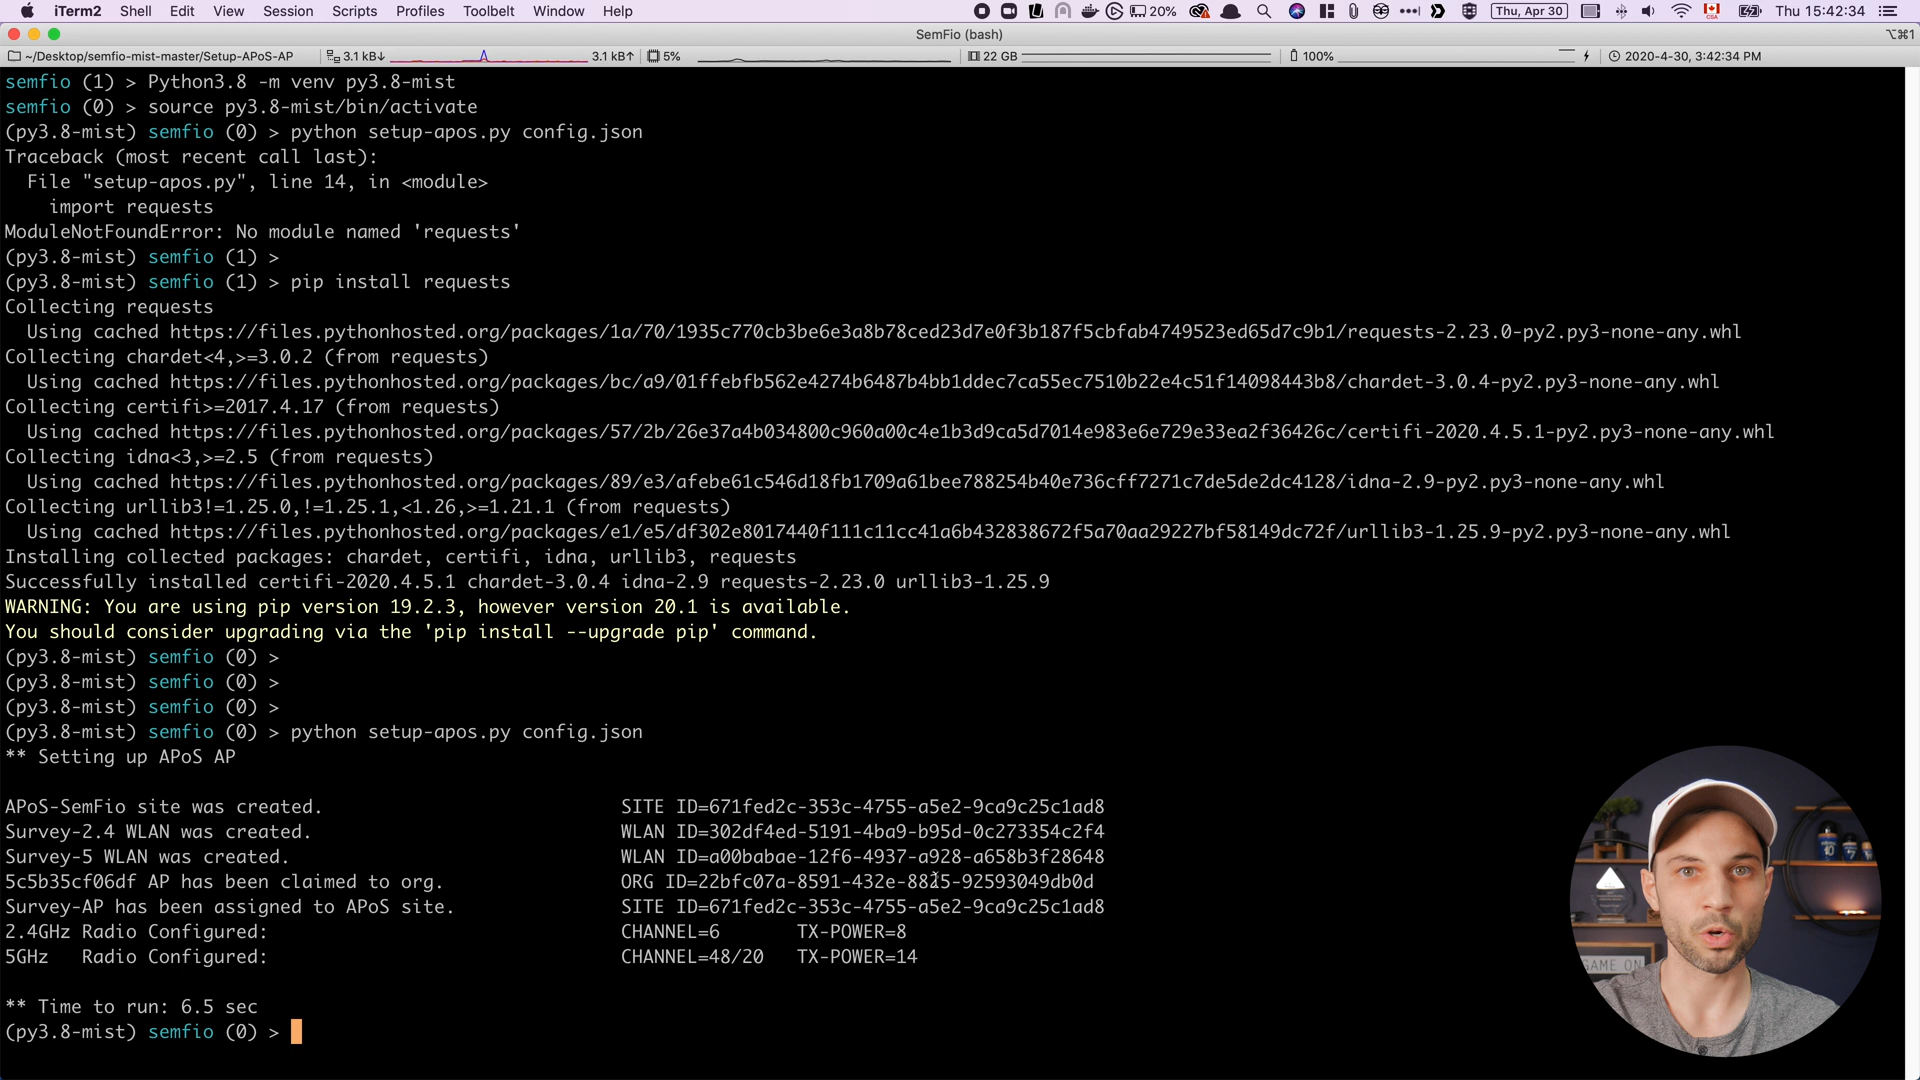 iTerm2 Shell Edit View Session Scripts Profiles Toolbelt Window Help 20% Thu, Apr 30 Thu 15:42:34
SemFio (bash) ⌥⌘1
~/Desktop/semfio-mist-master/Setup-APoS-AP 3.1 kB↓ 3.1 kB↑ 5% 22 GB 100% 2020-4-30, 3:42:34 PM
semfio (1) > Python3.8 -m venv py3.8-mist
semfio (0) > source py3.8-mist/bin/activate
(py3.8-mist) semfio (0) > python setup-apos.py config.json
Traceback (most recent call last):
  File "setup-apos.py", line 14, in <module>
    import requests
ModuleNotFoundError: No module named 'requests'
(py3.8-mist) semfio (1) >
(py3.8-mist) semfio (1) > pip install requests
Collecting requests
  Using cached https://files.pythonhosted.org/packages/1a/70/1935c770cb3be6e3a8b78ced23d7e0f3b187f5cbfab4749523ed65d7c9b1/requests-2.23.0-py2.py3-none-any.whl
Collecting chardet<4,>=3.0.2 (from requests)
  Using cached https://files.pythonhosted.org/packages/bc/a9/01ffebfb562e4274b6487b4bb1ddec7ca55ec7510b22e4c51f14098443b8/chardet-3.0.4-py2.py3-none-any.whl
Collecting certifi>=2017.4.17 (from requests)
  Using cached https://files.pythonhosted.org/packages/57/2b/26e37a4b034800c960a00c4e1b3d9ca5d7014e983e6e729e33ea2f36426c/certifi-2020.4.5.1-py2.py3-none-any.whl
Collecting idna<3,>=2.5 (from requests)
  Using cached https://files.pythonhosted.org/packages/89/e3/afebe61c546d18fb1709a61bee788254b40e736cff7271c7de5de2dc4128/idna-2.9-py2.py3-none-any.whl
Collecting urllib3!=1.25.0,!=1.25.1,<1.26,>=1.21.1 (from requests)
  Using cached https://files.pythonhosted.org/packages/e1/e5/df302e8017440f111c11cc41a6b432838672f5a70aa29227bf58149dc72f/urllib3-1.25.9-py2.py3-none-any.whl
Installing collected packages: chardet, certifi, idna, urllib3, requests
Successfully installed certifi-2020.4.5.1 chardet-3.0.4 idna-2.9 requests-2.23.0 urllib3-1.25.9
WARNING: You are using pip version 19.2.3, however version 20.1 is available.
You should consider upgrading via the 'pip install --upgrade pip' command.
(py3.8-mist) semfio (0) >
(py3.8-mist) semfio (0) >
(py3.8-mist) semfio (0) >
(py3.8-mist) semfio (0) > python setup-apos.py config.json
** Setting up APoS AP
APoS-SemFio site was created. SITE ID=671fed2c-353c-4755-a5e2-9ca9c25c1ad8
Survey-2.4 WLAN was created. WLAN ID=302df4ed-5191-4ba9-b95d-0c273354c2f4
Survey-5 WLAN was created. WLAN ID=a00babae-12f6-4937-a928-a658b3f28648
5c5b35cf06df AP has been claimed to org. ORG ID=22bfc07a-8591-432e-8825-92593049db0d
Survey-AP has been assigned to APoS site. SITE ID=671fed2c-353c-4755-a5e2-9ca9c25c1ad8
2.4GHz Radio Configured: CHANNEL=6 TX-POWER=8
5GHz Radio Configured: CHANNEL=48/20 TX-POWER=14
** Time to run: 6.5 sec
(py3.8-mist) semfio (0) >
GAME ON